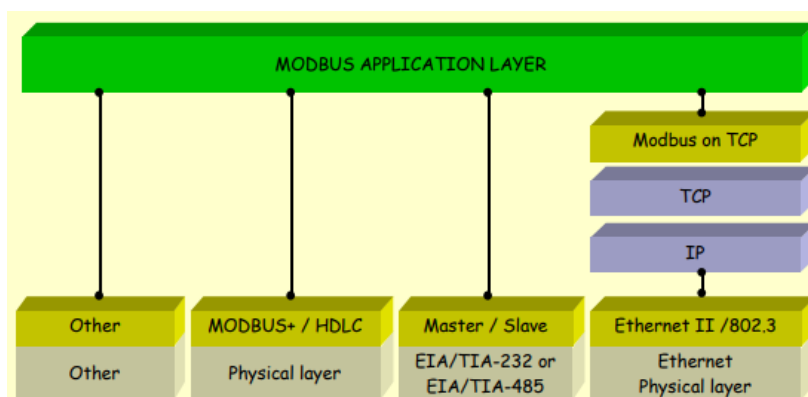 MODBUS APPLICATION LAYER
Modbus on TCP
TCP
IP
Other
MODBUS+ / HDLC
Master / Slave
Ethernet II /802.3
Other
Physical layer
EIA/TIA-232 or
EIA/TIA-485
Ethernet
Physical layer